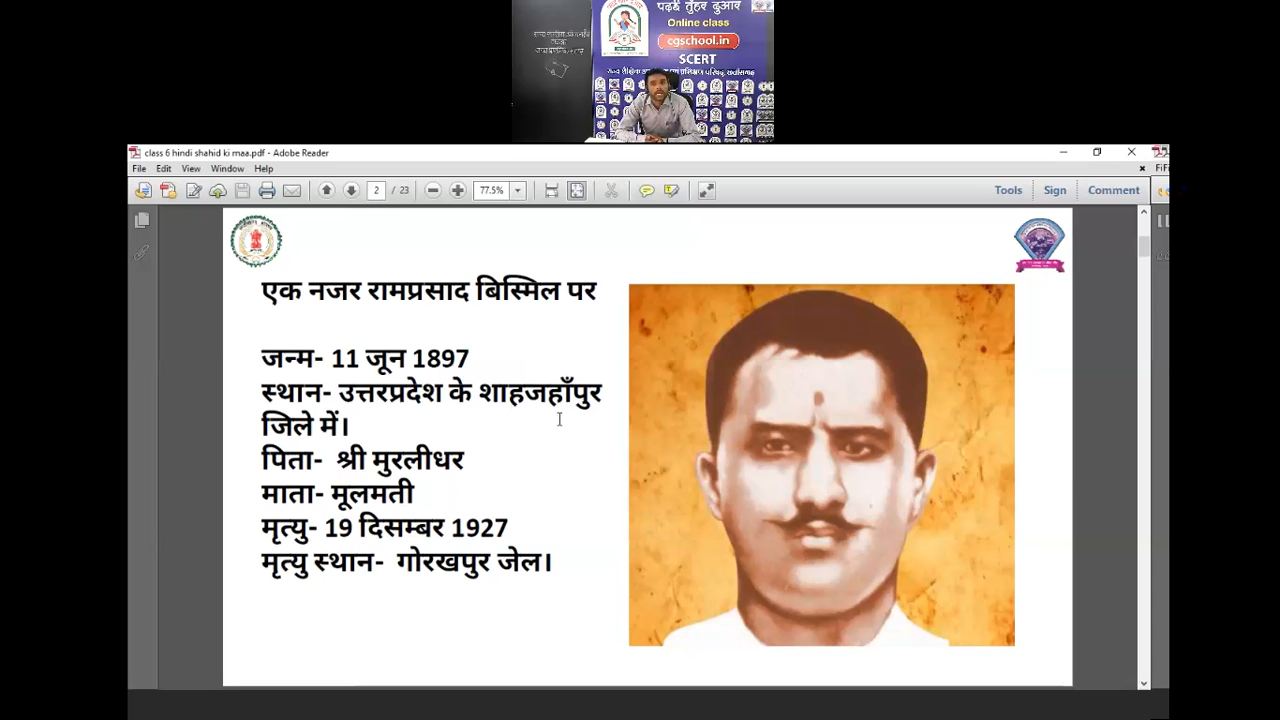 पढ़ई तुंहर दुआर
Online class
cgschool.in
SCERT
class 6 hindi shahid ki maa.pdf - Adobe Reader
File Edit View Window Help
2 / 23 77.5% Tools Sign Comment
एक नजर रामप्रसाद बिस्मिल पर
जन्म- 11 जून 1897
स्थान- उत्तरप्रदेश के शाहजहाँपुर
जिले में।
पिता- श्री मुरलीधर
माता- मूलमती
मृत्यु- 19 दिसम्बर 1927
मृत्यु स्थान- गोरखपुर जेल।